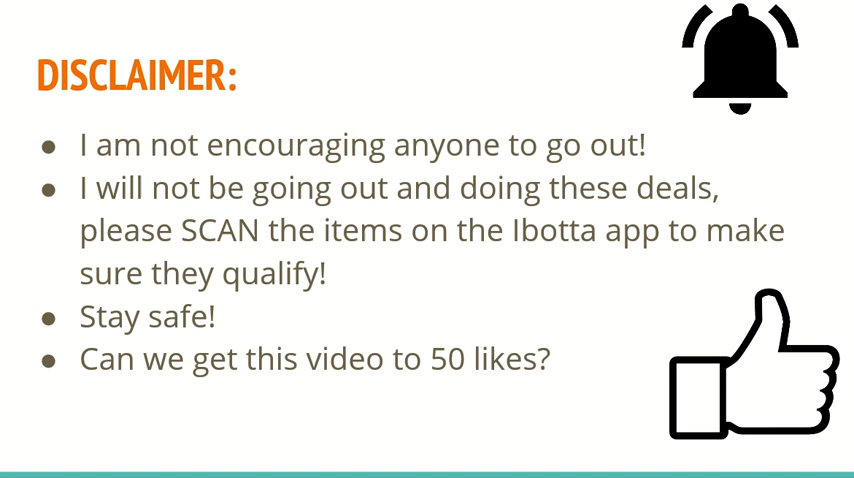 DISCLAIMER:
● I am not encouraging anyone to go out!
● I will not be going out and doing these deals,
please SCAN the items on the Ibotta app to make
sure they qualify!
● Stay safe!
● Can we get this video to 50 likes?